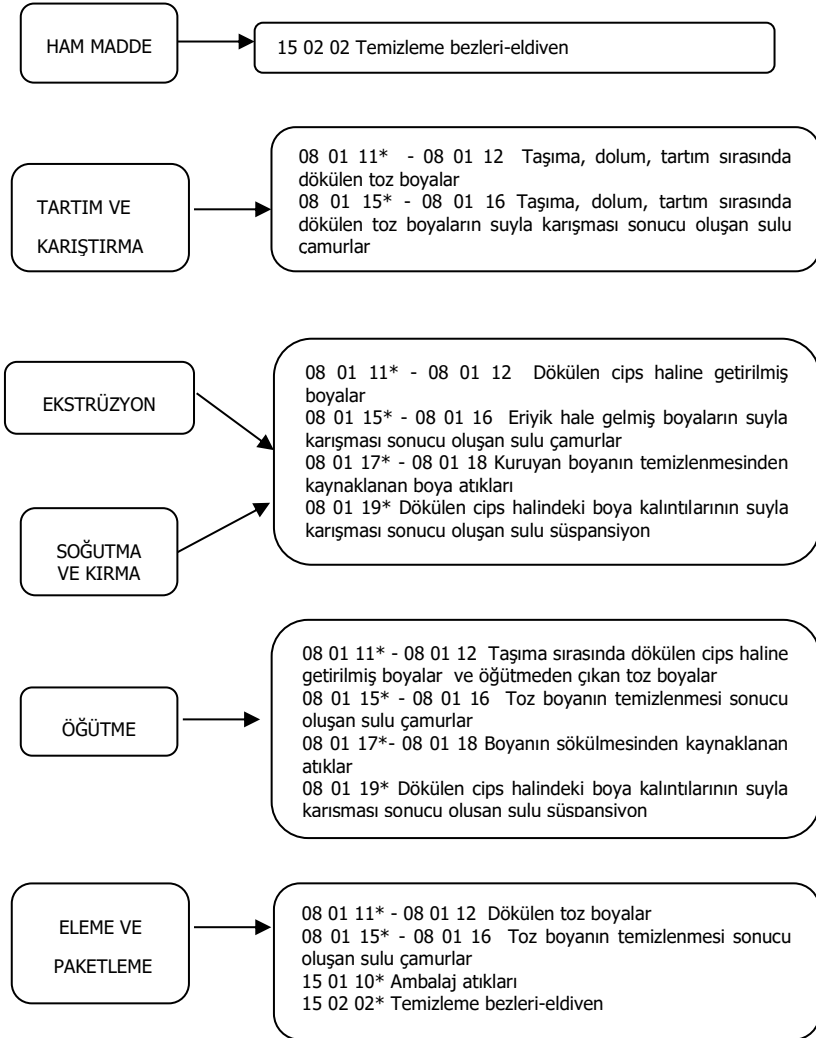 HAM MADDE
15 02 02 Temizleme bezleri-eldiven
TARTIM VE
KARIŞTIRMA
08 01 11* - 08 01 12 Taşıma, dolum, tartım sırasında
dökülen toz boyalar
08 01 15* - 08 01 16 Taşıma, dolum, tartım sırasında
dökülen toz boyaların suyla karışması sonucu oluşan sulu
çamurlar
EKSTRÜZYON
SOĞUTMA
VE KIRMA
08 01 11* - 08 01 12 Dökülen cips haline getirilmiş
boyalar
08 01 15* - 08 01 16 Eriyik hale gelmiş boyaların suyla
karışması sonucu oluşan sulu çamurlar
08 01 17* - 08 01 18 Kuruyan boyanın temizlenmesinden
kaynaklanan boya atıkları
08 01 19* Dökülen cips halindeki boya kalıntılarının suyla
karışması sonucu oluşan sulu süspansiyon
ÖĞÜTME
08 01 11* - 08 01 12 Taşıma sırasında dökülen cips haline
getirilmiş boyalar ve öğütmeden çıkan toz boyalar
08 01 15* - 08 01 16 Toz boyanın temizlenmesi sonucu
oluşan sulu çamurlar
08 01 17*- 08 01 18 Boyanın sökülmesinden kaynaklanan
atıklar
08 01 19* Dökülen cips halindeki boya kalıntılarının suyla
karışması sonucu oluşan sulu süspansiyon
ELEME VE
PAKETLEME
08 01 11* - 08 01 12 Dökülen toz boyalar
08 01 15* - 08 01 16 Toz boyanın temizlenmesi sonucu
oluşan sulu çamurlar
15 01 10* Ambalaj atıkları
15 02 02* Temizleme bezleri-eldiven